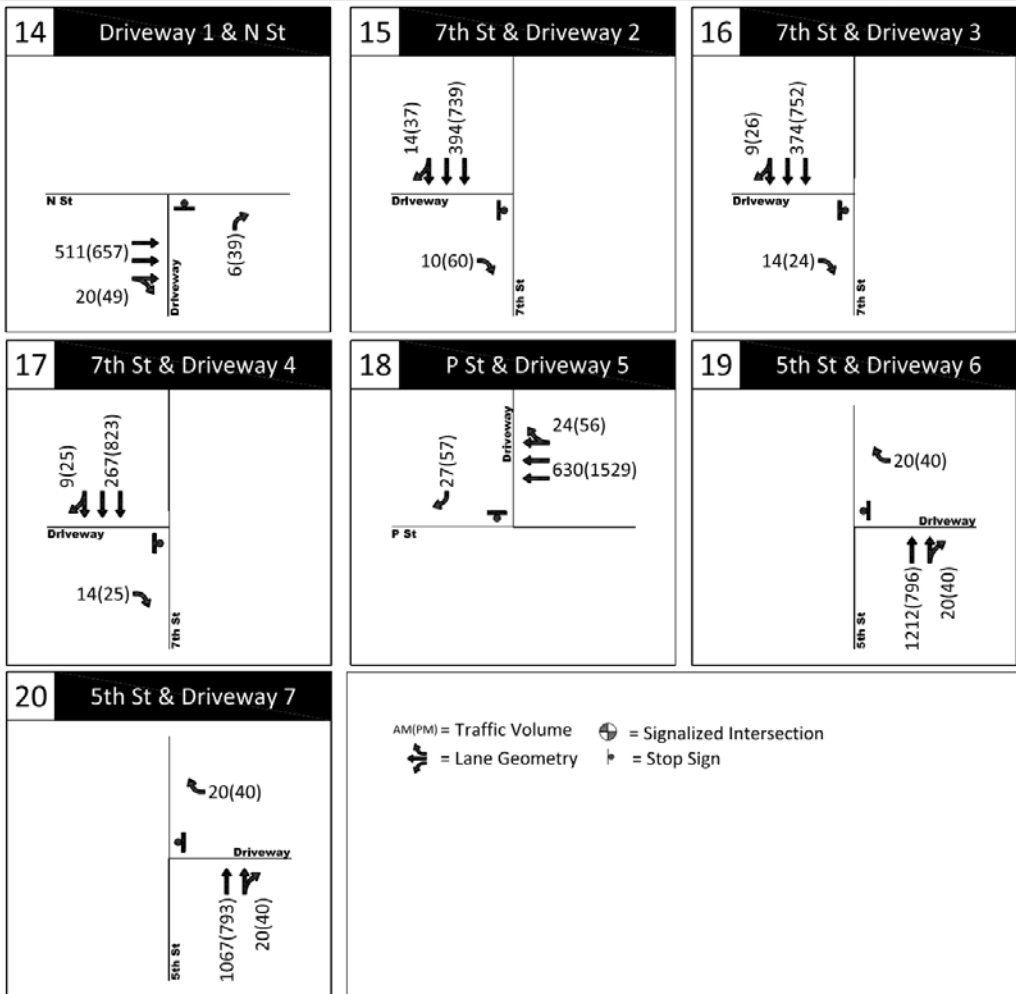 14 Driveway 1 & N St
N St
511(657)
20(49)
Driveway
6(39)
15 7th St & Driveway 2
14(37)
394(739)
Driveway
10(60)
7th St
16 7th St & Driveway 3
9(26)
374(752)
Driveway
14(24)
7th St
17 7th St & Driveway 4
9(25)
267(823)
Driveway
14(25)
7th St
18 P St & Driveway 5
Driveway
24(56)
27(57)
630(1529)
P St
19 5th St & Driveway 6
20(40)
Driveway
5th St
1212(796)
20(40)
20 5th St & Driveway 7
20(40)
Driveway
5th St
1067(793)
20(40)
AM(PM) = Traffic Volume
= Signalized Intersection
= Lane Geometry
= Stop Sign